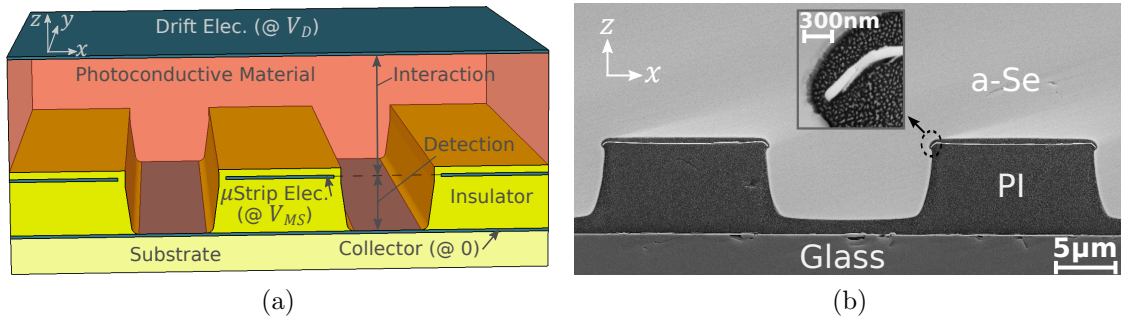 z
y
x
Drift Elec. (@ V_D)
Photoconductive Material
Interaction
Detection
μStrip Elec.
(@ V_MS)
Insulator
Substrate
Collector (@ 0)
(a)
z
x
300nm
a-Se
PI
Glass
5μm
(b)